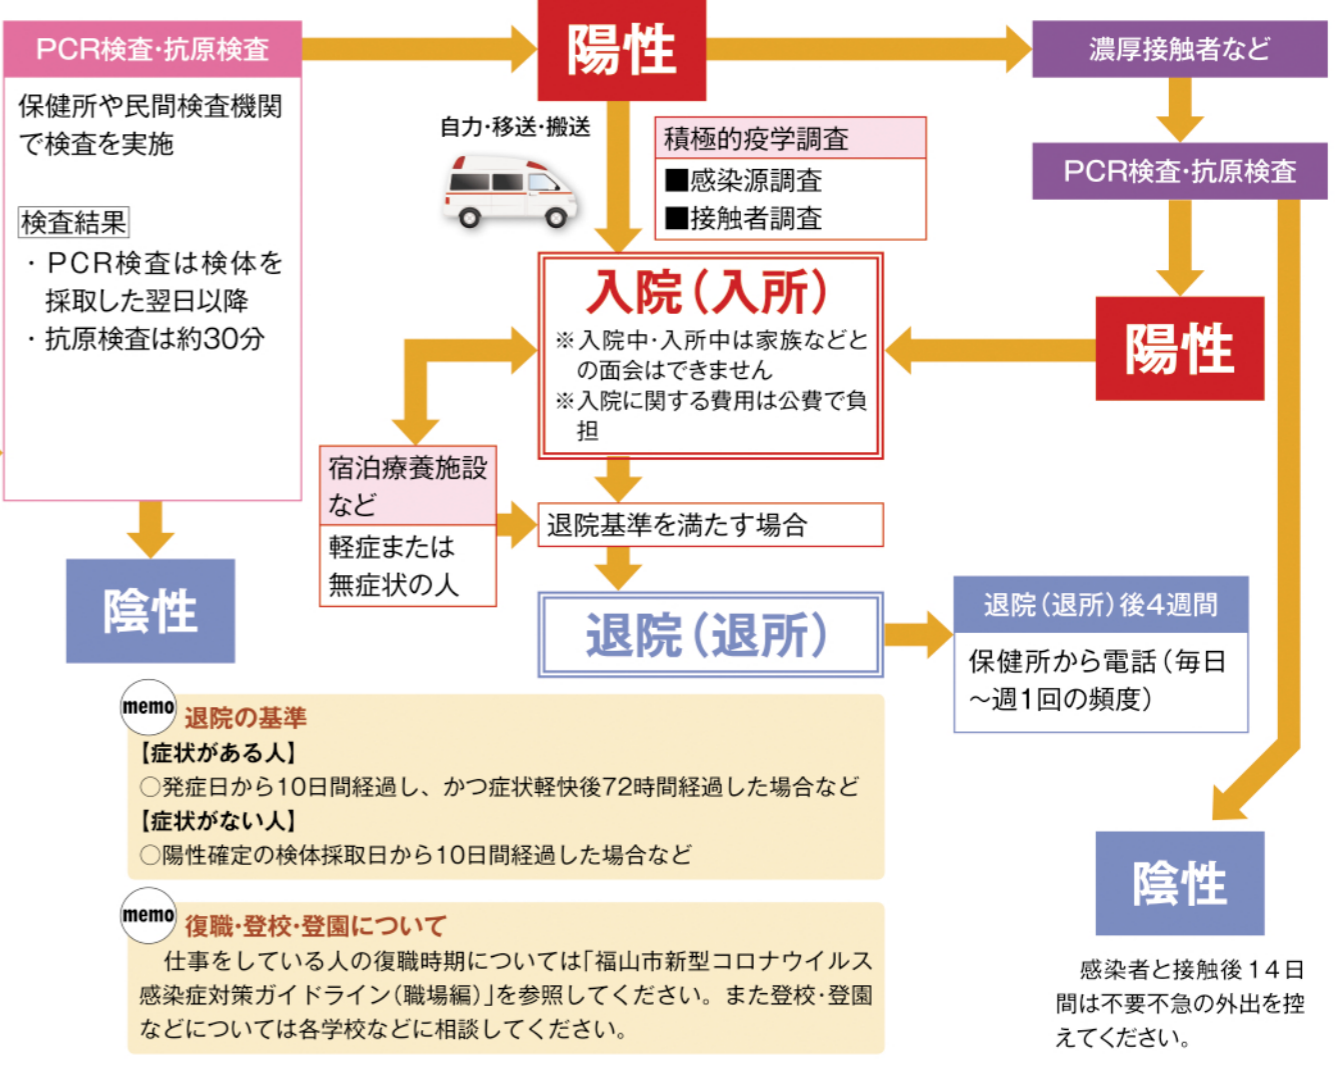 PCR検査・抗原検査
保健所や民間検査機関
で検査を実施
検査結果
・PCR検査は検体を
採取した翌日以降
・抗原検査は約30分
陰性
陽性
自力・移送・搬送
積極的疫学調査
■感染源調査
■接触者調査
入院（入所）
※入院中・入所中は家族などと
の面会はできません
※入院に関する費用は公費で負
担
宿泊療養施設
など
軽症または
無症状の人
退院基準を満たす場合
退院（退所）
退院（退所）後4週間
保健所から電話（毎日
～週1回の頻度）
濃厚接触者など
PCR検査・抗原検査
陽性
陰性
感染者と接触後14日
間は不要不急の外出を控
えてください。
memo
退院の基準
【症状がある人】
○発症日から10日間経過し、かつ症状軽快後72時間経過した場合など
【症状がない人】
○陽性確定の検体採取日から10日間経過した場合など
memo
復職・登校・登園について
仕事をしている人の復職時期については「福山市新型コロナウイルス
感染症対策ガイドライン（職場編）」を参照してください。また登校・登園
などについては各学校などに相談してください。